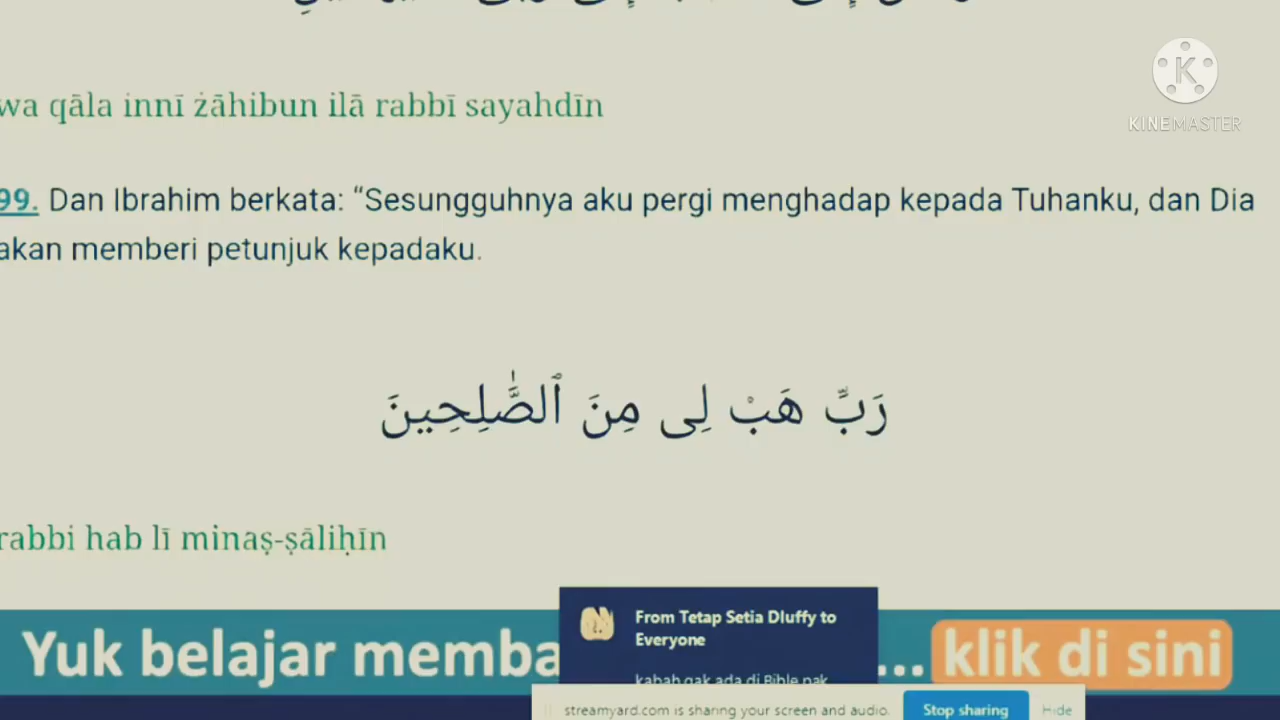 wa qāla innī żāhibun ilā rabbī sayahdīn
KINEMASTER
99. Dan Ibrahim berkata: “Sesungguhnya aku pergi menghadap kepada Tuhanku, dan Dia
akan memberi petunjuk kepadaku.
رَبِّ هَبْ لِى مِنَ ٱلصَّٰلِحِينَ
rabbi hab lī minaṣ-ṣāliḥīn
Yuk belajar memba
... klik di sini
From Tetap Setia Dluffy to
Everyone
kabah gak ada di Bible pak
streamyard.com is sharing your screen and audio.
Stop sharing
Hide